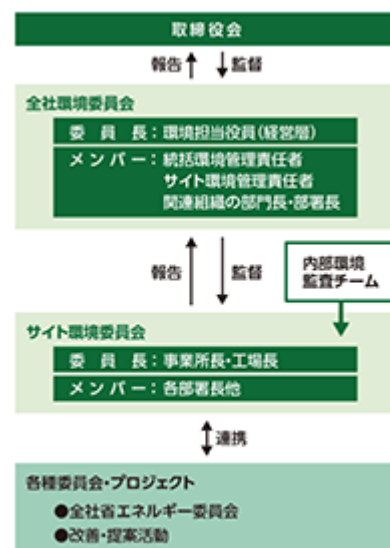 取締役会
報告 監督
全社環境委員会
委員長：環境担当役員（経営層）
メンバー：統括環境管理責任者
サイト環境管理責任者
関連組織の部門長・部署長
報告 監督
内部環境
監査チーム
サイト環境委員会
委員長：事業所長・工場長
メンバー：各部署長他
連携
各種委員会・プロジェクト
●全社省エネルギー委員会
●改善・提案活動